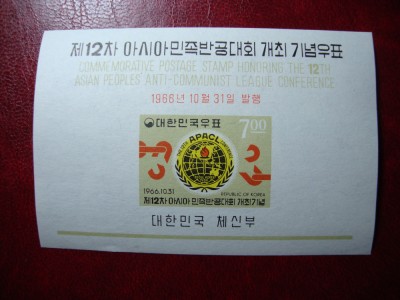 제12차 아시아민족반공대회 개최 기념우표
COMMEMORATIVE POSTAGE STAMP HONORING THE 12TH
ASIAN PEOPLES' ANTI-COMMUNIST LEAGUE CONFERENCE
1966년 10월 31일 발행
대한민국우표
7.00
APACL
1966.10.31
REPUBLIC OF KOREA
제12차 아시아민족반공대회 개최기념
대한민국 체신부